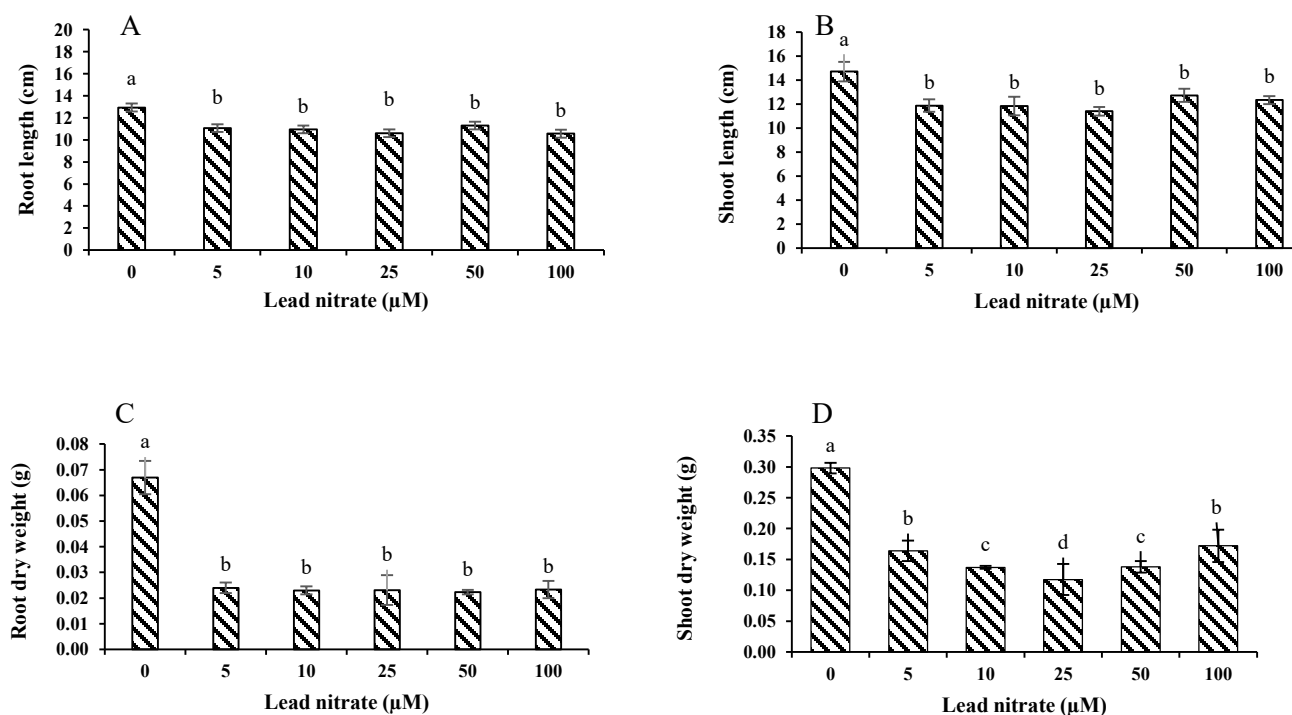 A
Root length (cm)
20
18
16
14
12
10
8
6
4
2
0
a
b
b
b
b
b
0 5 10 25 50 100
Lead nitrate (µM)
B
Shoot length (cm)
18
16
14
12
10
8
6
4
2
0
a
b
b
b
b
b
0 5 10 25 50 100
Lead nitrate (µM)
C
Root dry weight (g)
0.08
0.07
0.06
0.05
0.04
0.03
0.02
0.01
0.00
a
b
b
b
b
b
0 5 10 25 50 100
Lead nitrate (µM)
D
Shoot dry weight (g)
0.35
0.30
0.25
0.20
0.15
0.10
0.05
0.00
a
b
c
d
c
b
0 5 10 25 50 100
Lead nitrate (µM)